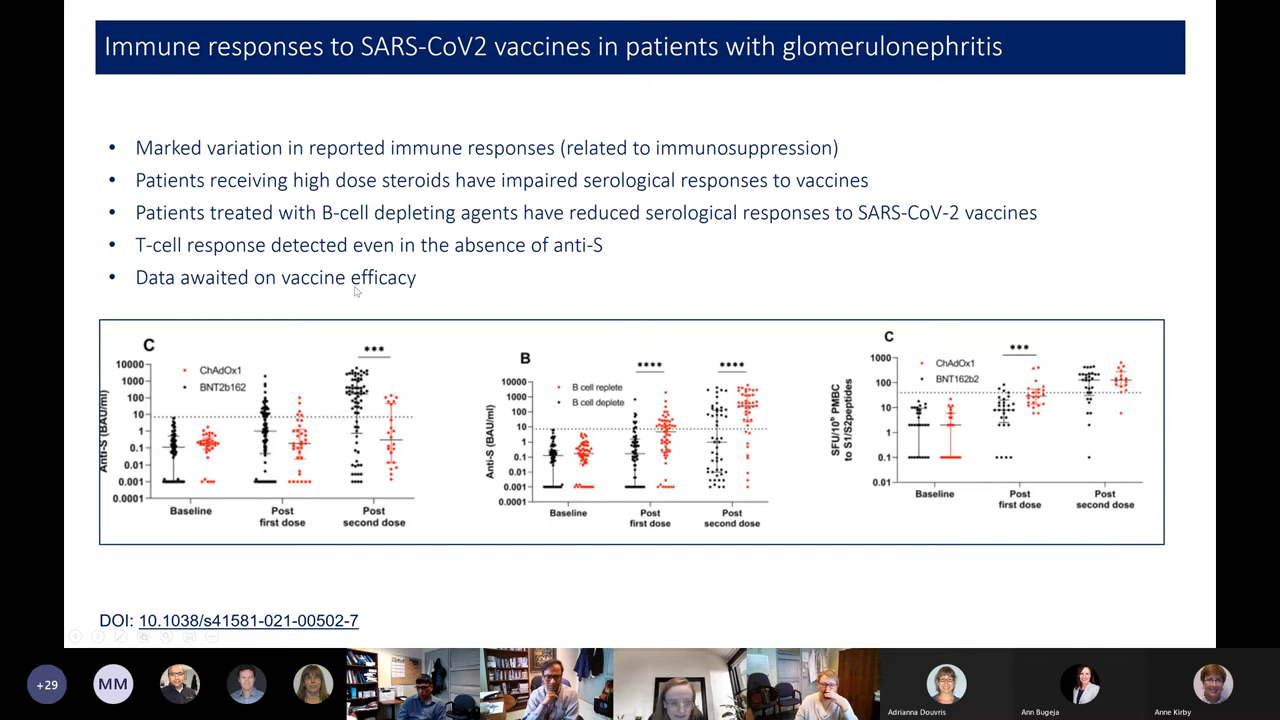 Immune responses to SARS-CoV2 vaccines in patients with glomerulonephritis
• Marked variation in reported immune responses (related to immunosuppression)
• Patients receiving high dose steroids have impaired serological responses to vaccines
• Patients treated with B-cell depleting agents have reduced serological responses to SARS-CoV-2 vaccines
• T-cell response detected even in the absence of anti-S
• Data awaited on vaccine efficacy
C
***
ChAdOx1
BNT2b162
10000
1000
100
10
1
0.1
0.01
0.001
0.0001
Anti-S (BAU/ml)
Baseline
Post
first dose
Post
second dose
B
****
****
B cell replete
B cell deplete
10000
1000
100
10
1
0.1
0.01
0.001
0.0001
Anti-S (BAU/ml)
Baseline
Post
first dose
Post
second dose
C
***
ChAdOx1
BNT162b2
1000
100
10
1
0.1
0.01
SFU/10⁶ PMBC
to S1/S2peptides
Baseline
Post
first dose
Post
second dose
DOI: 10.1038/s41581-021-00502-7
+29
MM
Adrianna Douvris
Ann Bugeja
Anne Kirby